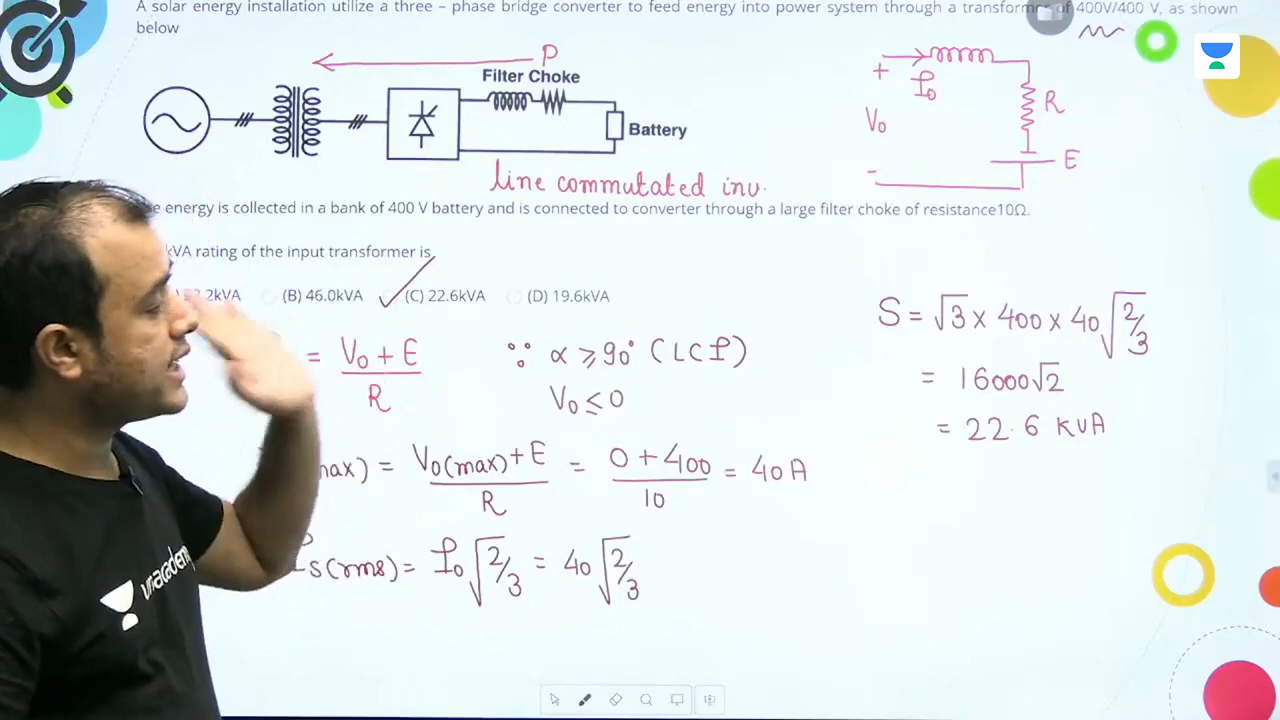 A solar energy installation utilize a three – phase bridge converter to feed energy into power system through a transformer of 400V/400 V, as shown
below
P
Filter Choke
Battery
+
I₀
V₀
-
R
E
line commutated inv.
energy is collected in a bank of 400 V battery and is connected to converter through a large filter choke of resistance10Ω.
kVA rating of the input transformer is
2kVA (B) 46.0kVA (C) 22.6kVA (D) 19.6kVA
= V₀ + E / R ∵ α ≥ 90° (LCI)
V₀ ≤ 0
max) = V₀(max) + E / R = 0 + 400 / 10 = 40 A
Is(rms) = I₀ √2/3 = 40 √2/3
S = √3 × 400 × 40 √2/3
= 16000√2
= 22.6 KVA
unacademy